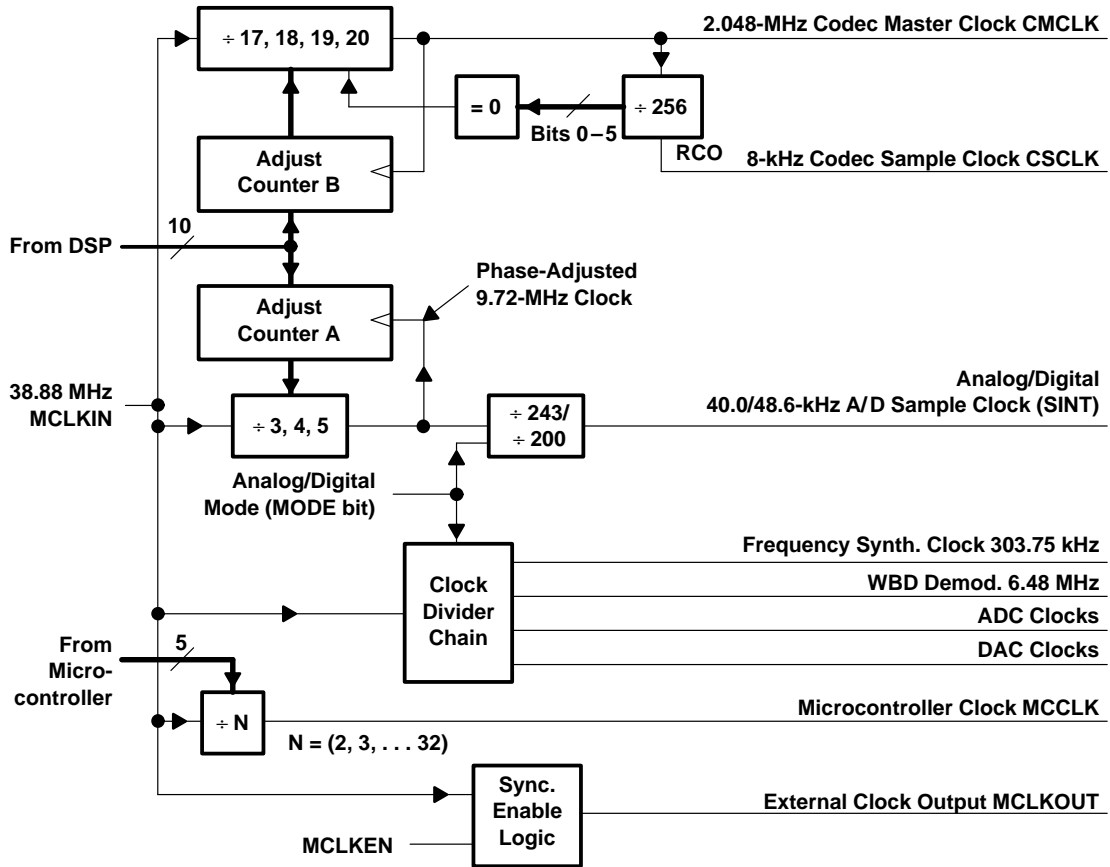 ÷ 17, 18, 19, 20
2.048-MHz Codec Master Clock CMCLK
= 0
÷ 256
Bits 0–5
RCO
8-kHz Codec Sample Clock CSCLK
Adjust
Counter B
10
From DSP
Phase-Adjusted
9.72-MHz Clock
Adjust
Counter A
38.88 MHz
MCLKIN
÷ 3, 4, 5
÷ 243/
÷ 200
Analog/Digital
40.0/48.6-kHz A/D Sample Clock (SINT)
Analog/Digital
Mode (MODE bit)
Clock
Divider
Chain
Frequency Synth. Clock 303.75 kHz
WBD Demod. 6.48 MHz
ADC Clocks
DAC Clocks
From
Micro-
controller
5
÷ N
N = (2, 3, . . . 32)
Microcontroller Clock MCCLK
Sync.
Enable
Logic
MCLKEN
External Clock Output MCLKOUT